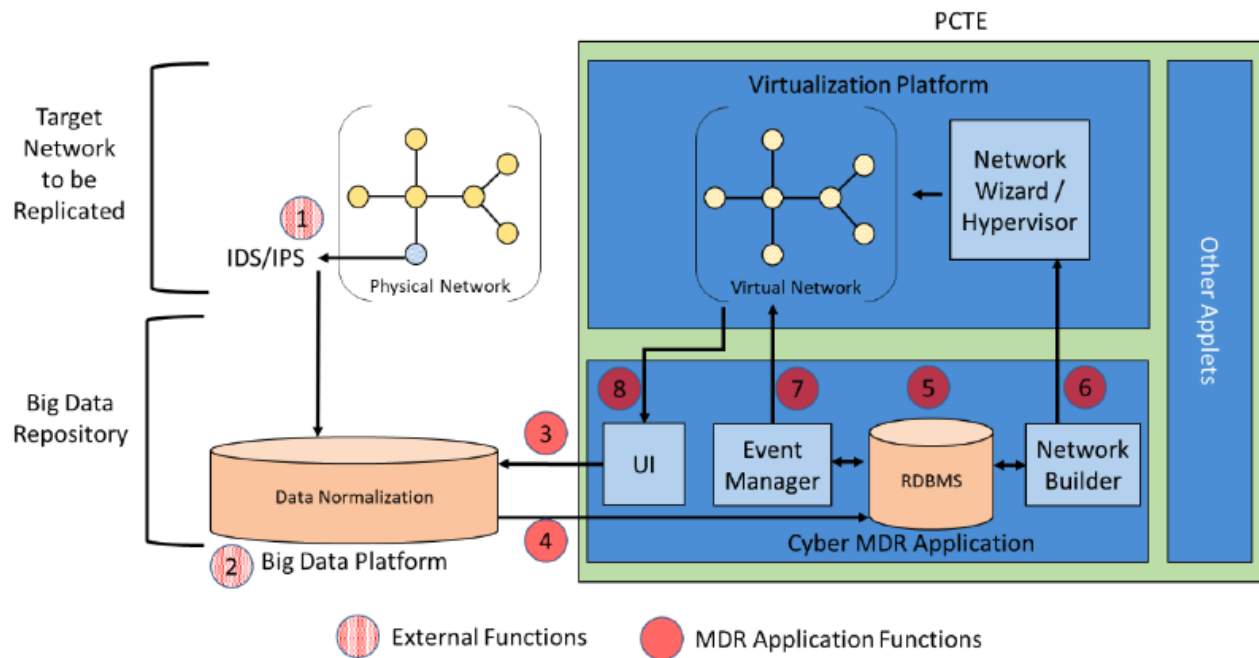 PCTE
Target
Network
to be
Replicated
1
IDS/IPS
Physical Network
Virtualization Platform
Virtual Network
Network
Wizard /
Hypervisor
Other Applets
Big Data
Repository
Data Normalization
2
Big Data Platform
3
4
8
7
5
6
UI
Event
Manager
RDBMS
Network
Builder
Cyber MDR Application
External Functions
MDR Application Functions